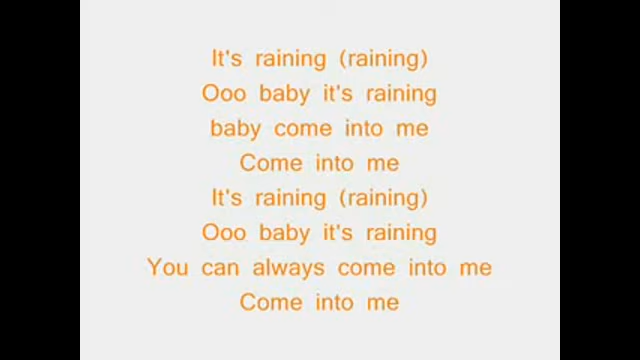 It's raining (raining)
Ooo baby it's raining
baby come into me
Come into me
It's raining (raining)
Ooo baby it's raining
You can always come into me
Come into me